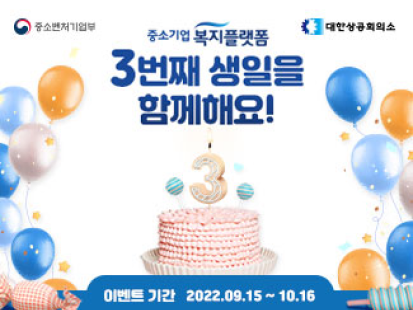 중소벤처기업부
대한상공회의소
중소기업 복지플랫폼
3번째 생일을
함께해요!
3
이벤트 기간 2022.09.15 ~ 10.16